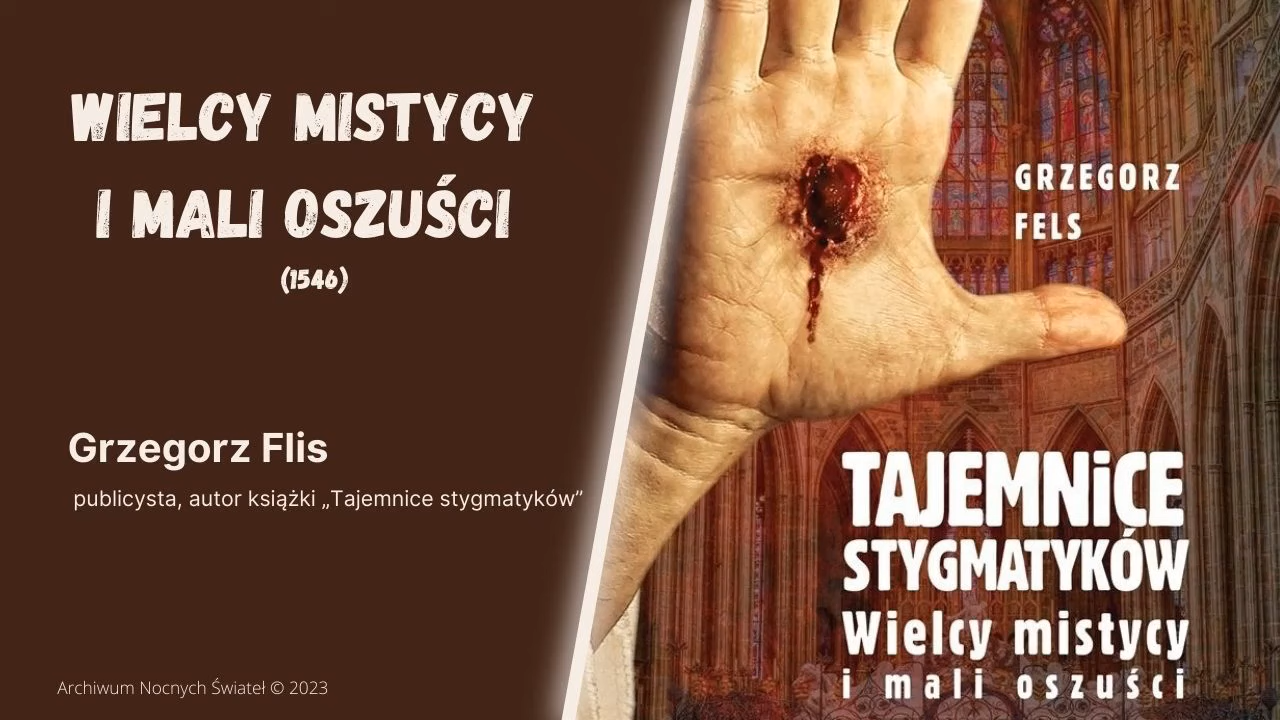 WIELCY MISTYCY
I MALI OSZUŚCI
(1546)
Grzegorz Flis
publicysta, autor książki „Tajemnice stygmatyków”
Archiwum Nocnych Świateł © 2023
GRZEGORZ
FELS
TAJEMNiCE
STYGMATYKÓW
Wielcy mistycy
i mali oszuści